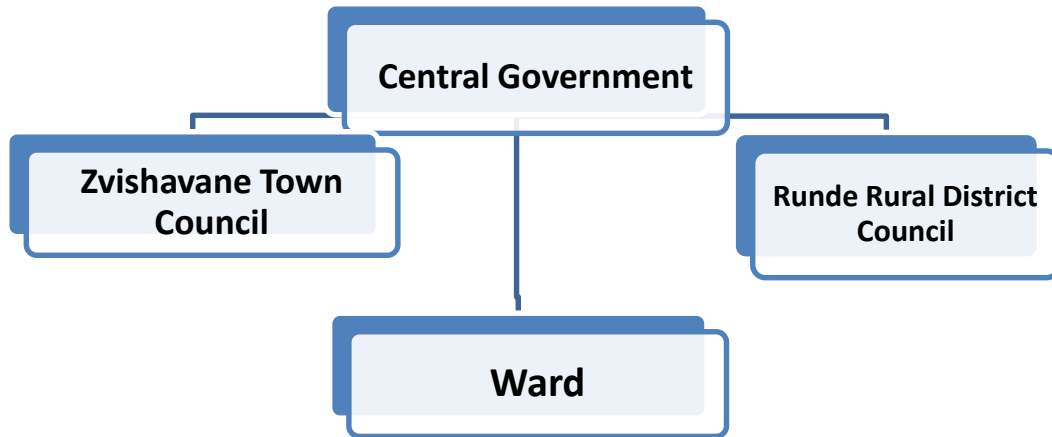 Central Government
Zvishavane Town
Council
Runde Rural District
Council
Ward